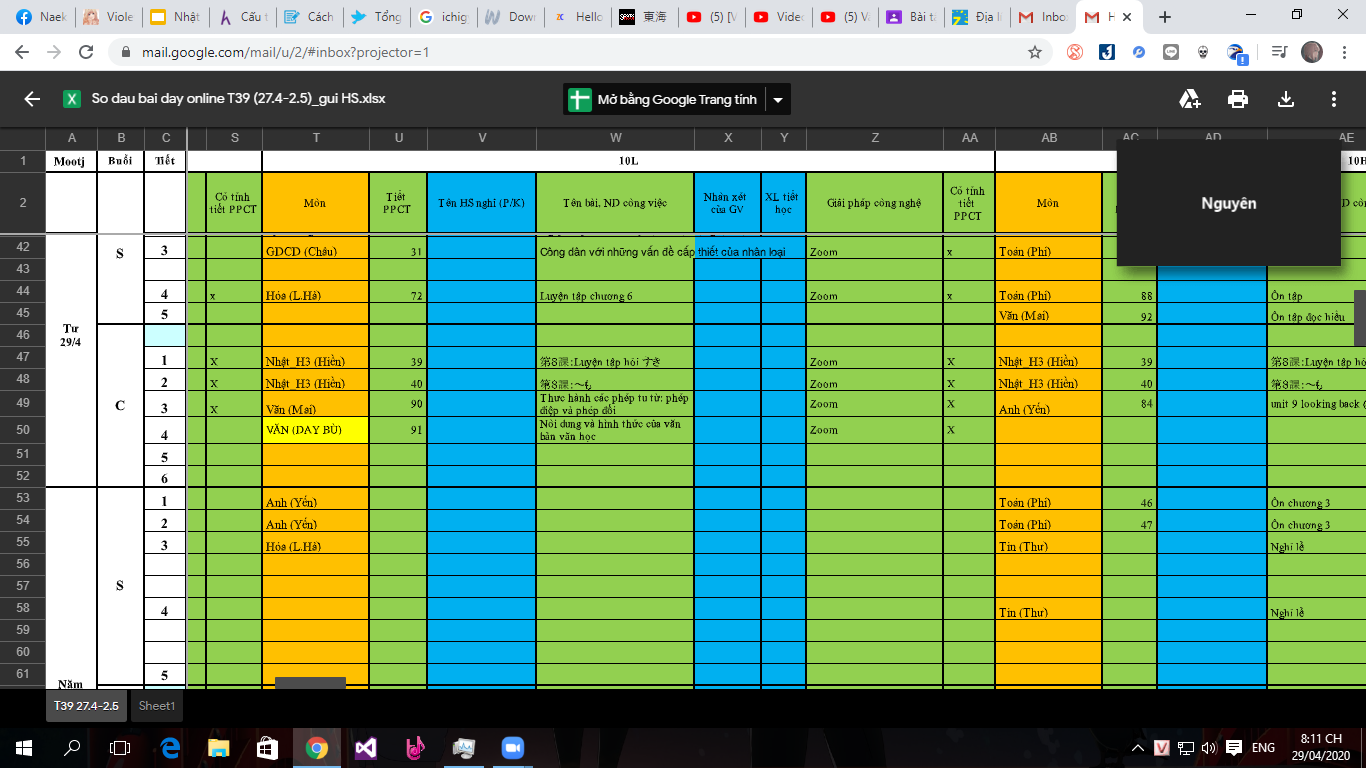 Naek
Viole
Nhật
Cấu t
Cách
Tổng
ichig
Dow
Hello
東海
(5) [V
Video
(5) Vă
Bài tậ
Địa lí
Inbo
H
mail.google.com/mail/u/2/#inbox?projector=1
So dau bai day online T39 (27.4-2.5)_gui HS.xlsx
Mở bằng Google Trang tính
A B C S T U V W X Y Z AA AB AC AD AE
1 Mootj Buổi Tiết 10L 10H
2 Có tính tiết PPCT Môn Tiết PPCT Tên HS nghỉ (P/K) Tên bài, ND công việc Nhận xét của GV XL tiết học Giải pháp công nghệ Có tính tiết PPCT Môn
Nguyên
42 S 3 GDCD (Châu) 31 Công dân với những vấn đề cấp thiết của nhân loại Zoom x Toán (Phí)
43
44 4 x Hóa (L.Hà) 72 Luyện tập chương 6 Zoom x Toán (Phí) 88 Ôn tập
45 5 Văn (Mai) 92 Ôn tập đọc hiểu
Tư
29/4
46
47 1 X Nhật_H3 (Hiền) 39 第8課:Luyện tập hỏi すき Zoom X Nhật_H3 (Hiền) 39 第8課:Luyện tập hỏ
48 2 X Nhật_H3 (Hiền) 40 第8課:～も Zoom X Nhật_H3 (Hiền) 40 第8課:～も
49 C 3 X Văn (Mai) 90 Thực hành các phép tu từ: phép điệp và phép đối Zoom X Anh (Yến) 84 unit 9 looking back
50 4 VĂN (DẠY BÙ) 91 Nội dung và hình thức của văn bản văn học Zoom X
51 5
52 6
53 1 Anh (Yến) Toán (Phí) 46 Ôn chương 3
54 2 Anh (Yến) Toán (Phí) 47 Ôn chương 3
55 3 Hóa (L.Hà) Tin (Thư) Nghỉ lễ
56
57 S
58 4 Tin (Thư) Nghỉ lễ
59
60
61 5
Năm
T39 27.4-2.5 Sheet1
ENG
8:11 CH
29/04/2020